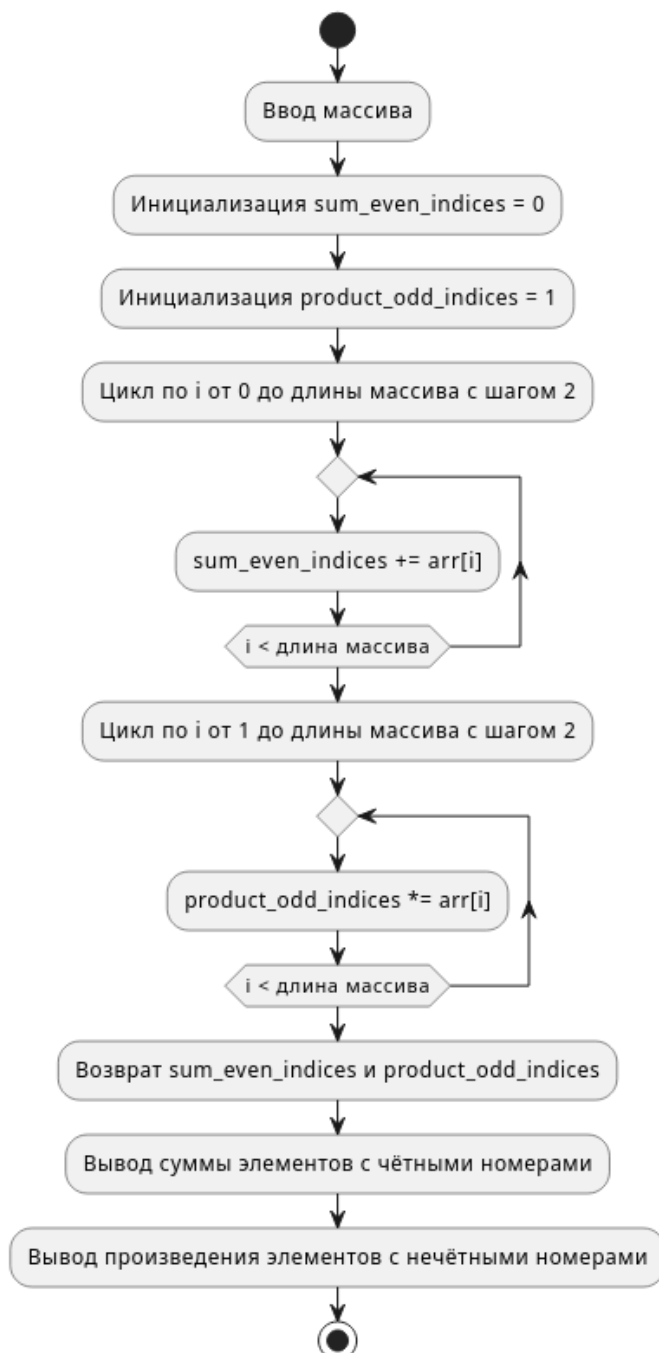 Ввод массива
Инициализация sum_even_indices = 0
Инициализация product_odd_indices = 1
Цикл по i от 0 до длины массива с шагом 2
sum_even_indices += arr[i]
i < длина массива
Цикл по i от 1 до длины массива с шагом 2
product_odd_indices *= arr[i]
i < длина массива
Возврат sum_even_indices и product_odd_indices
Вывод суммы элементов с чётными номерами
Вывод произведения элементов с нечётными номерами